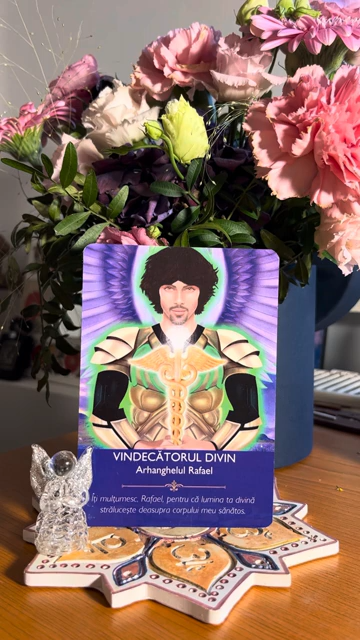 VINDECĂTORUL DIVIN
Arhanghelul Rafael
Îți mulțumesc, Rafael, pentru că lumina ta divină
strălucește deasupra corpului meu sănătos.